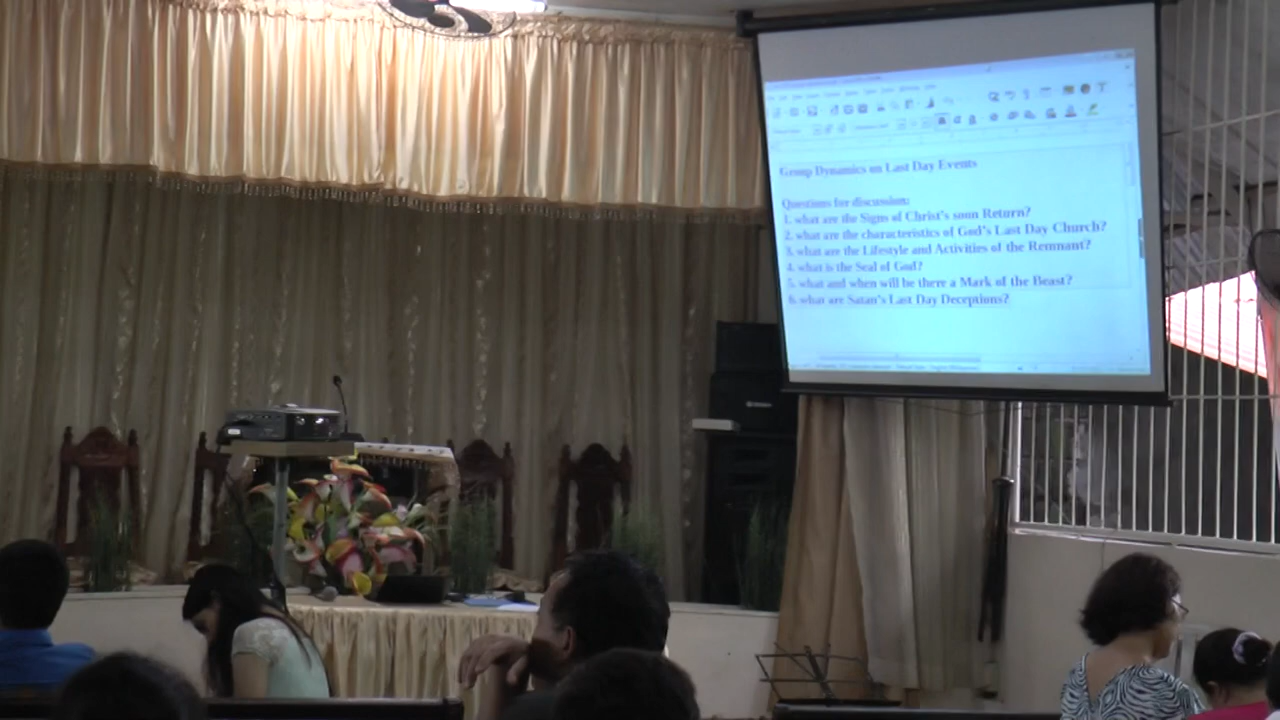 Group Dynamics on Last Day Events
Questions for discussion:
1. what are the Signs of Christ's soon Return?
2. what are the characteristics of God's Last Day Church?
3. what are the Lifestyle and Activities of the Remnant?
4. what is the Seal of God?
5. what and when will be there a Mark of the Beast?
6. what are Satan's Last Day Deceptions?